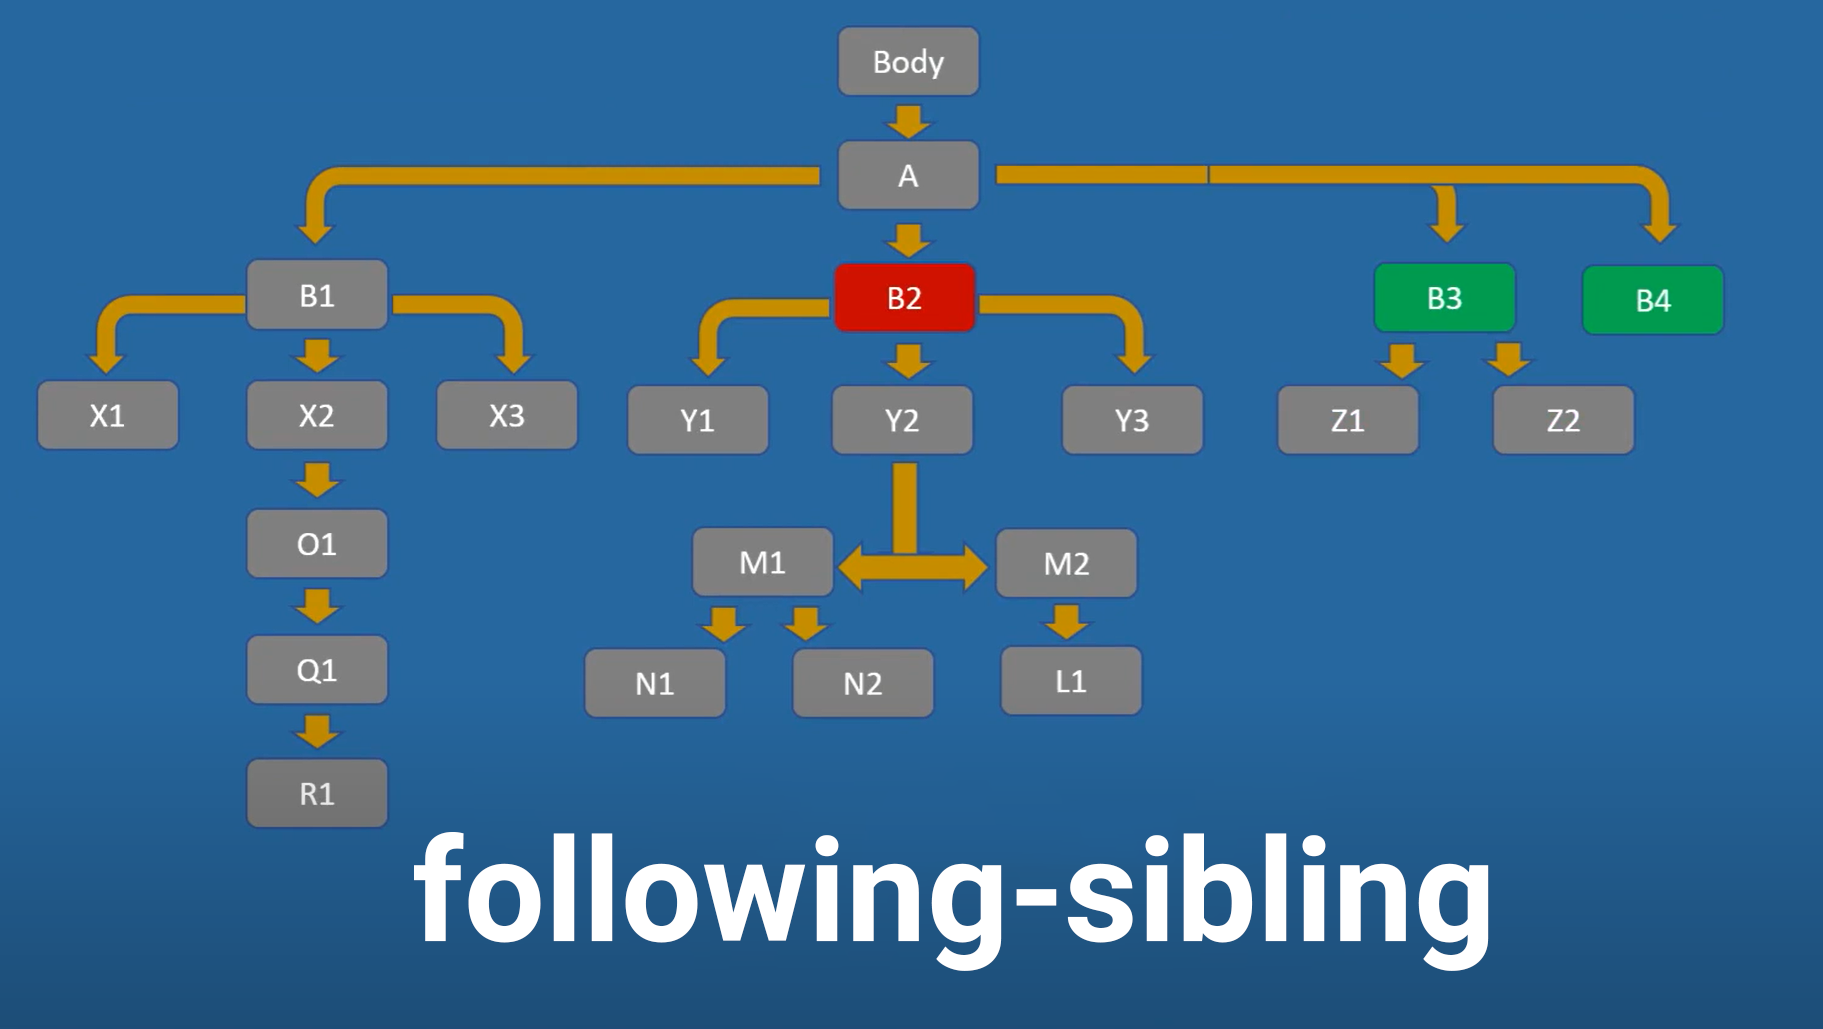 Body
A
B1
B2
B3
B4
X1
X2
X3
Y1
Y2
Y3
Z1
Z2
O1
M1
M2
Q1
N1
N2
L1
R1
following-sibling